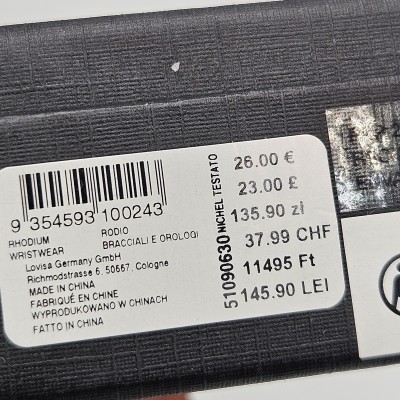 9 354593 100243
RHODIUM RODIO
WRISTWEAR BRACCIALI E OROLOGI
Lovisa Germany GmbH
Richmodstrasse 6, 50667, Cologne
MADE IN CHINA
FABRIQUÉ EN CHINE
WYPRODUKOWANO W CHINACH
FATTO IN CHINA
51090630 NICHEL TESTATO
26.00 €
23.00 £
135.90 zł
37.99 CHF
11495 Ft
145.90 LEI